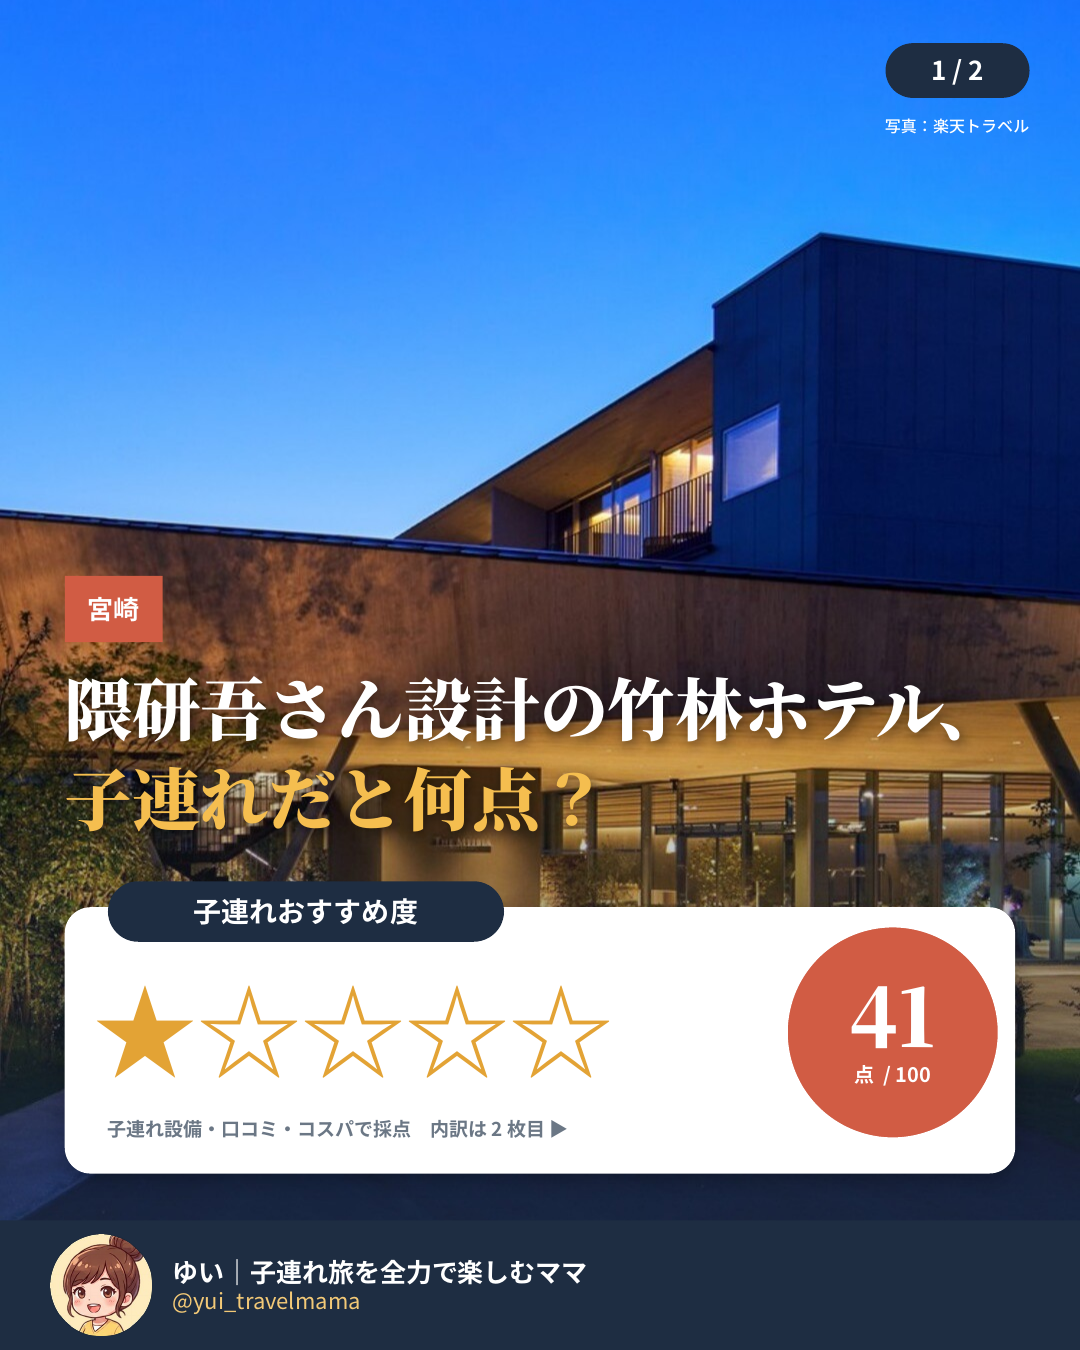 1 / 2
写真：楽天トラベル
宮崎
隈研吾さん設計の竹林ホテル、
子連れだと何点？
子連れおすすめ度
41
点 / 100
子連れ設備・口コミ・コスパで採点　内訳は２枚目 ▶
ゆい｜子連れ旅を全力で楽しむママ
@yui_travelmama